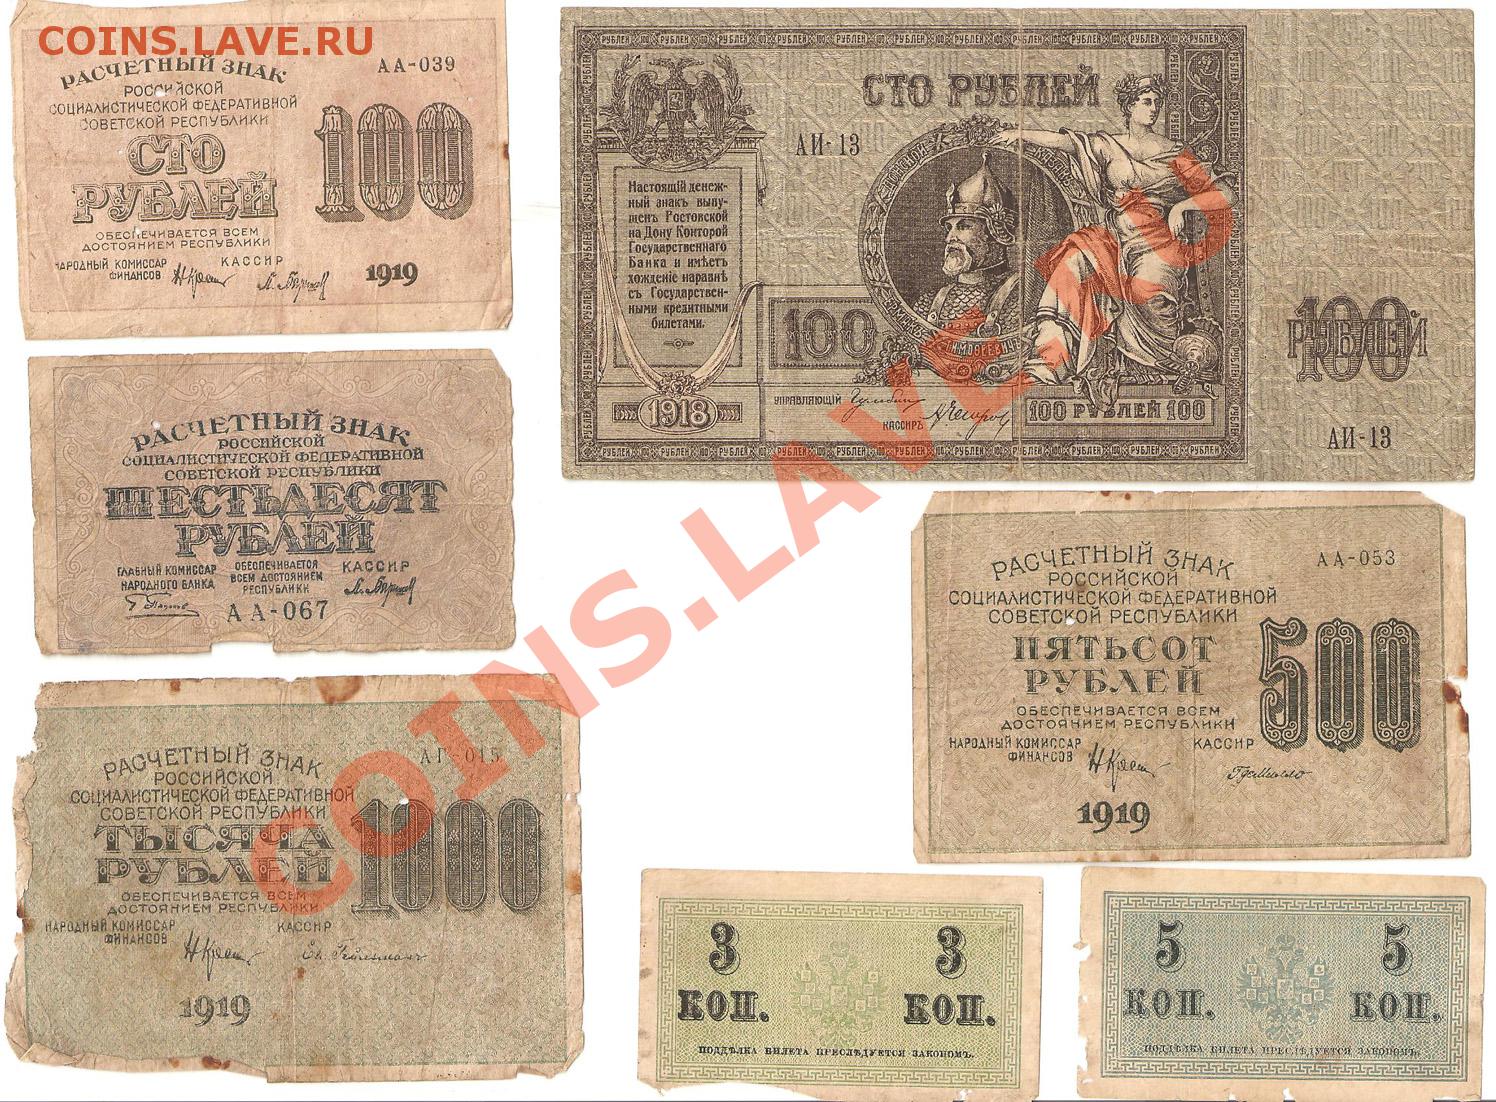 COINS.LAVE.RU
РАСЧЕТНЫЙ ЗНАК
АА-039
РОССИЙСКОЙ
СОЦИАЛИСТИЧЕСКОЙ ФЕДЕРАТИВНОЙ
СОВЕТСКОЙ РЕСПУБЛИКИ
СТО
РУБЛЕЙ
100
ОБЕСПЕЧИВАЕТСЯ ВСЕМ
ДОСТОЯНИЕМ РЕСПУБЛИКИ
НАРОДНЫЙ КОМИССАР
ФИНАНСОВ
КАССИР
1919
СТО РУБЛЕЙ
АИ-13
Настоящій денеж-
ный знакъ выпу-
щенъ Ростовской
на Дону Конторой
Государственнаго
Банка и имѣетъ
хожденіе наравнѣ
съ Государствен-
ными кредитными
билетами.
100
1918
УПРАВЛЯЮЩІЙ
КАССИРЪ
100 РУБЛЕЙ 100
100
РУБЛЕЙ
АИ-13
РАСЧЕТНЫЙ ЗНАК
РОССИЙСКОЙ
СОЦИАЛИСТИЧЕСКОЙ ФЕДЕРАТИВНОЙ
СОВЕТСКОЙ РЕСПУБЛИКИ
ШЕСТЬДЕСЯТ
РУБЛЕЙ
ГЛАВНЫЙ КОМИССАР
НАРОДНОГО БАНКА
ОБЕСПЕЧИВАЕТСЯ
ВСЕМ ДОСТОЯНИЕМ
РЕСПУБЛИКИ
КАССИР
АА-067
РАСЧЕТНЫЙ ЗНАК
АА-053
РОССИЙСКОЙ
СОЦИАЛИСТИЧЕСКОЙ ФЕДЕРАТИВНОЙ
СОВЕТСКОЙ РЕСПУБЛИКИ
ПЯТЬСОТ
РУБЛЕЙ
500
ОБЕСПЕЧИВАЕТСЯ ВСЕМ
ДОСТОЯНИЕМ РЕСПУБЛИКИ
НАРОДНЫЙ КОМИССАР
ФИНАНСОВ
КАССИР
1919
РАСЧЕТНЫЙ ЗНАК
АГ-015
РОССИЙСКОЙ
СОЦИАЛИСТИЧЕСКОЙ ФЕДЕРАТИВНОЙ
СОВЕТСКОЙ РЕСПУБЛИКИ
ТЫСЯЧА
РУБЛЕЙ
1000
ОБЕСПЕЧИВАЕТСЯ ВСЕМ
ДОСТОЯНИЕМ РЕСПУБЛИКИ
НАРОДНЫЙ КОМИССАР
ФИНАНСОВ
КАССИР
1919
3 3
КОП. КОП.
ПОДДѢЛКА БИЛЕТА ПРЕСЛѢДУЕТСЯ ЗАКОНОМЪ.
5 5
КОП. КОП.
ПОДДѢЛКА БИЛЕТА ПРЕСЛѢДУЕТСЯ ЗАКОНОМЪ.
COINS.LAVE.RU